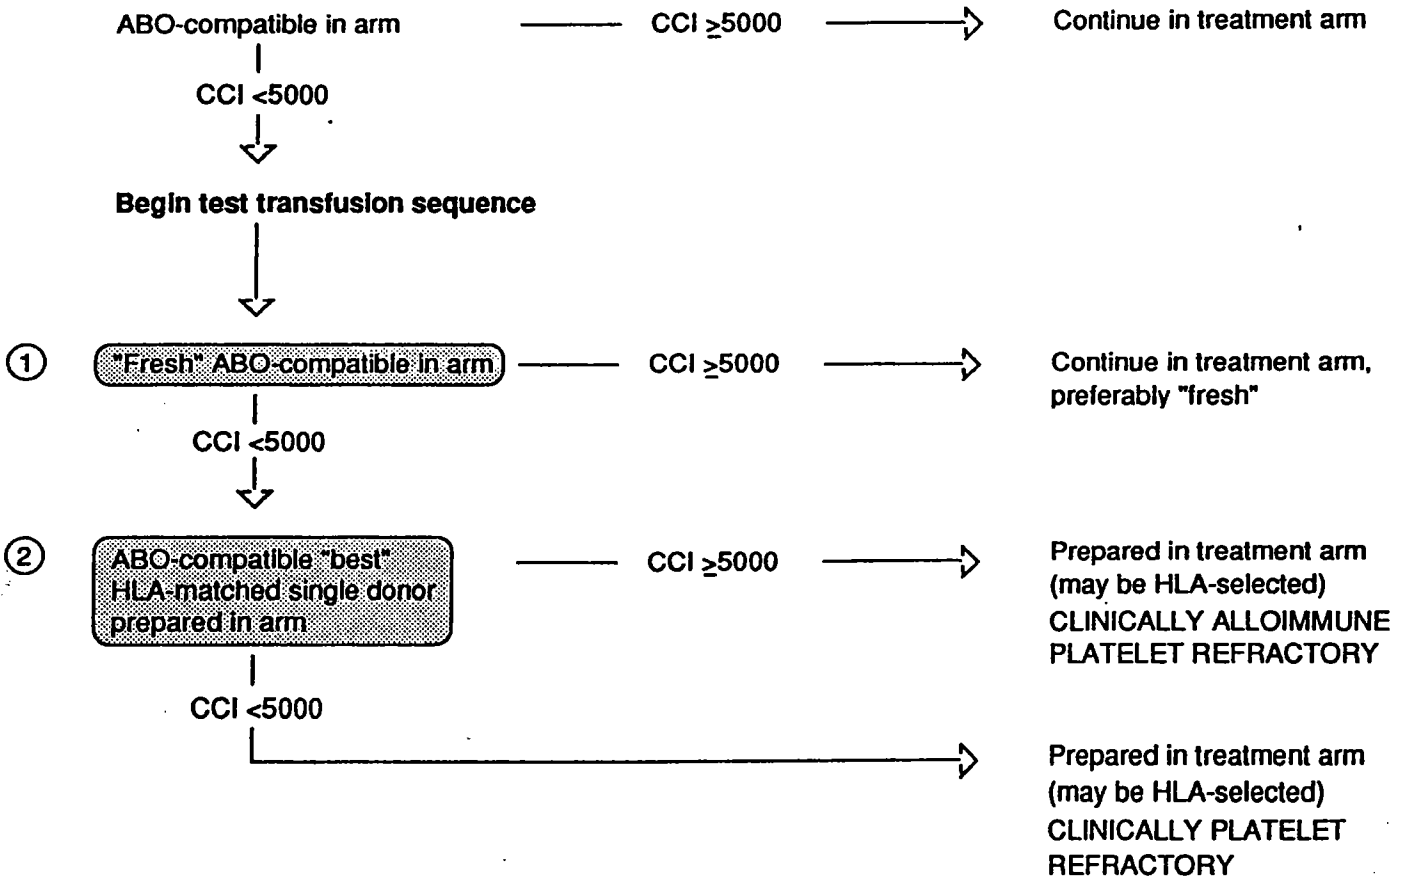 ABO-compatible in arm CCI ≥5000 Continue in treatment arm
CCI <5000
Begin test transfusion sequence
1 "Fresh" ABO-compatible in arm CCI ≥5000 Continue in treatment arm,
preferably "fresh"
CCI <5000
2 ABO-compatible "best"
HLA-matched single donor
prepared in arm
CCI ≥5000
Prepared in treatment arm
(may be HLA-selected)
CLINICALLY ALLOIMMUNE
PLATELET REFRACTORY
CCI <5000
Prepared in treatment arm
(may be HLA-selected)
CLINICALLY PLATELET
REFRACTORY